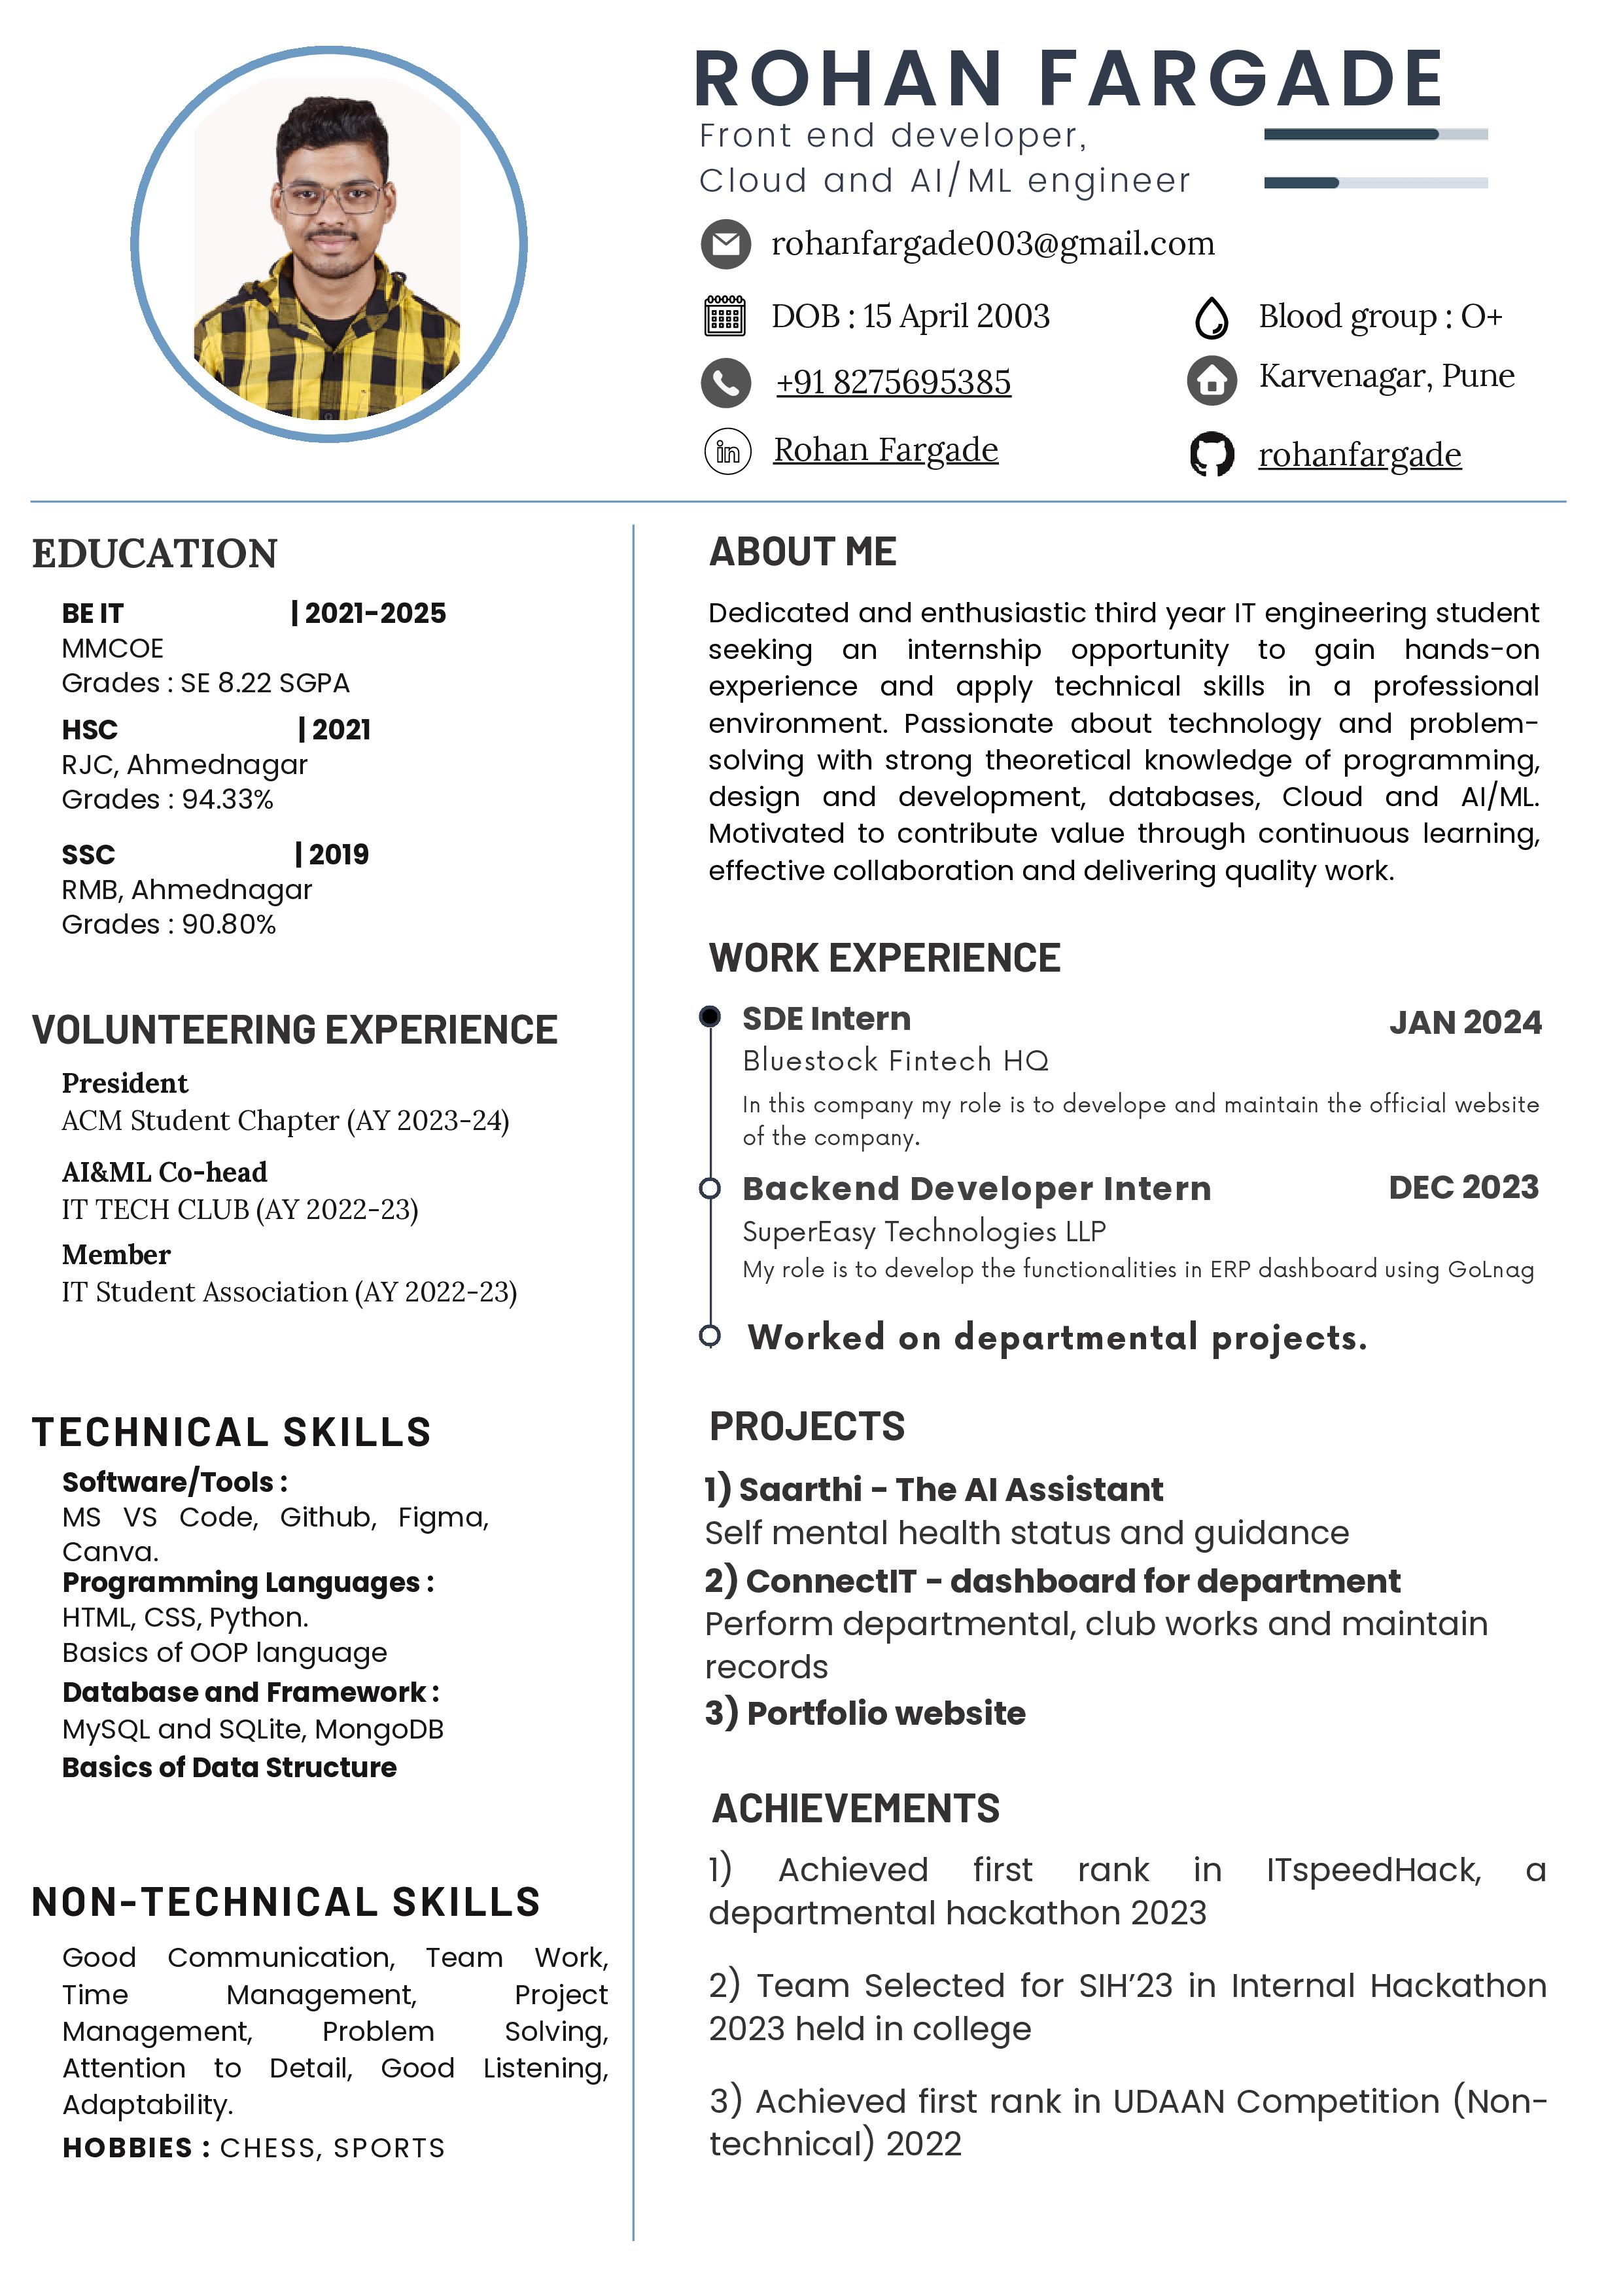 ROHAN FARGADE
Front end developer,
Cloud and AI/ML engineer
rohanfargade003@gmail.com
DOB : 15 April 2003
Blood group : O+
+91 8275695385
Karvenagar, Pune
in
Rohan Fargade
rohanfargade
EDUCATION
BE IT | 2021-2025
MMCOE
Grades : SE 8.22 SGPA
HSC | 2021
RJC, Ahmednagar
Grades : 94.33%
SSC | 2019
RMB, Ahmednagar
Grades : 90.80%
VOLUNTEERING EXPERIENCE
President
ACM Student Chapter (AY 2023-24)
AI&ML Co-head
IT TECH CLUB (AY 2022-23)
Member
IT Student Association (AY 2022-23)
TECHNICAL SKILLS
Software/Tools :
MS VS Code, Github, Figma,
Canva.
Programming Languages :
HTML, CSS, Python.
Basics of OOP language
Database and Framework :
MySQL and SQLite, MongoDB
Basics of Data Structure
NON-TECHNICAL SKILLS
Good Communication, Team Work,
Time Management, Project
Management, Problem Solving,
Attention to Detail, Good Listening,
Adaptability.
HOBBIES : CHESS, SPORTS
ABOUT ME
Dedicated and enthusiastic third year IT engineering student
seeking an internship opportunity to gain hands-on
experience and apply technical skills in a professional
environment. Passionate about technology and problem-
solving with strong theoretical knowledge of programming,
design and development, databases, Cloud and AI/ML.
Motivated to contribute value through continuous learning,
effective collaboration and delivering quality work.
WORK EXPERIENCE
SDE Intern JAN 2024
Bluestock Fintech HQ
In this company my role is to develope and maintain the official website
of the company.
Backend Developer Intern DEC 2023
SuperEasy Technologies LLP
My role is to develop the functionalities in ERP dashboard using GoLnag
Worked on departmental projects.
PROJECTS
1) Saarthi - The AI Assistant
Self mental health status and guidance
2) ConnectIT - dashboard for department
Perform departmental, club works and maintain
records
3) Portfolio website
ACHIEVEMENTS
1) Achieved first rank in ITspeedHack, a
departmental hackathon 2023
2) Team Selected for SIH’23 in Internal Hackathon
2023 held in college
3) Achieved first rank in UDAAN Competition (Non-
technical) 2022